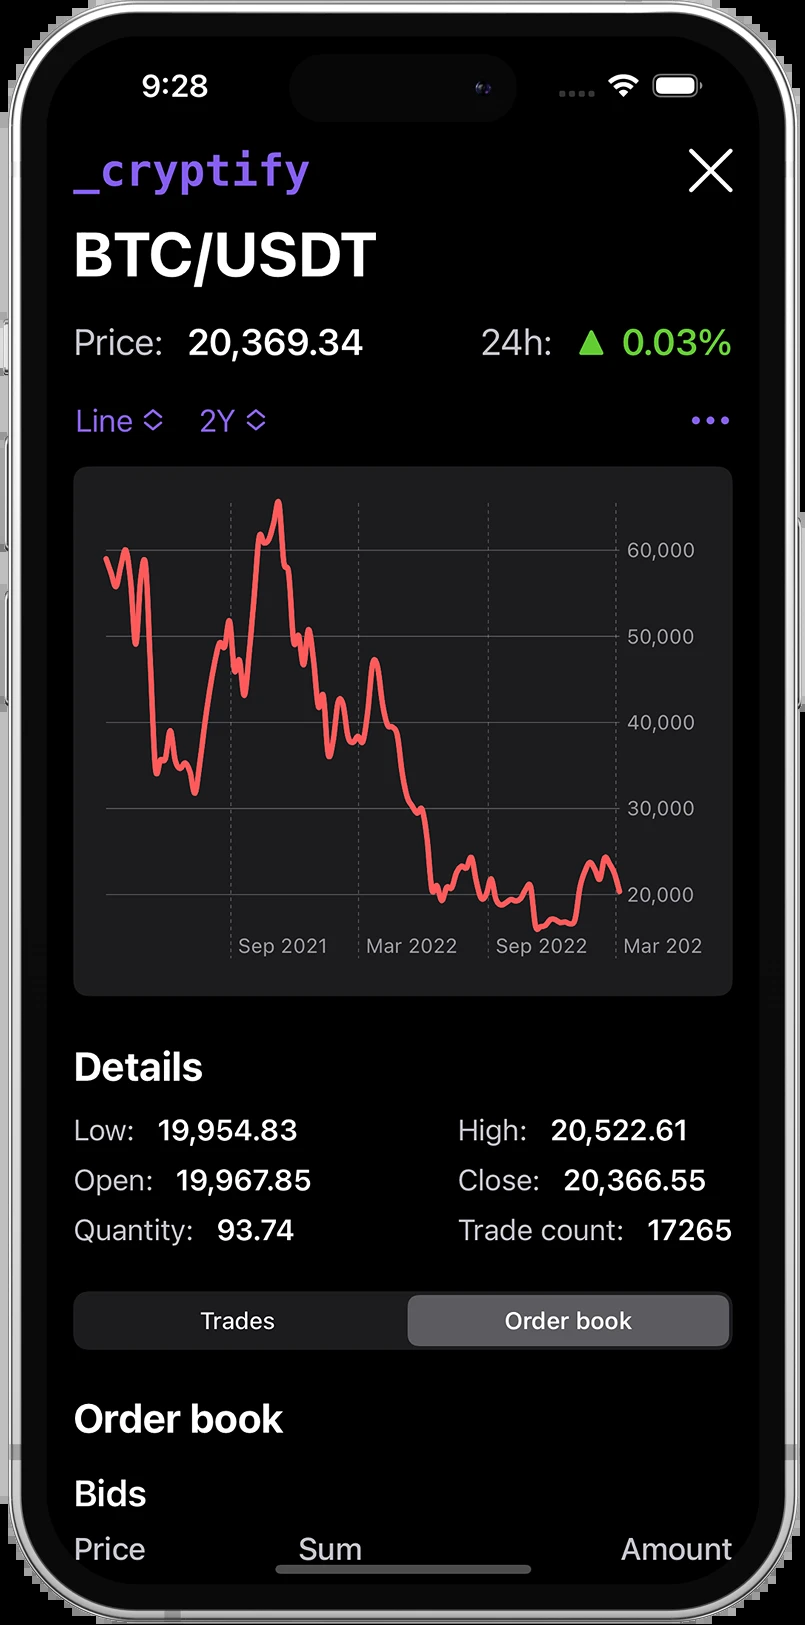 9:28
_cryptify
BTC/USDT
Price: 20,369.34 24h: ▲ 0.03%
Line 2Y
60,000
50,000
40,000
30,000
20,000
Sep 2021 Mar 2022 Sep 2022 Mar 202
Details
Low: 19,954.83 High: 20,522.61
Open: 19,967.85 Close: 20,366.55
Quantity: 93.74 Trade count: 17265
Trades Order book
Order book
Bids
Price Sum Amount